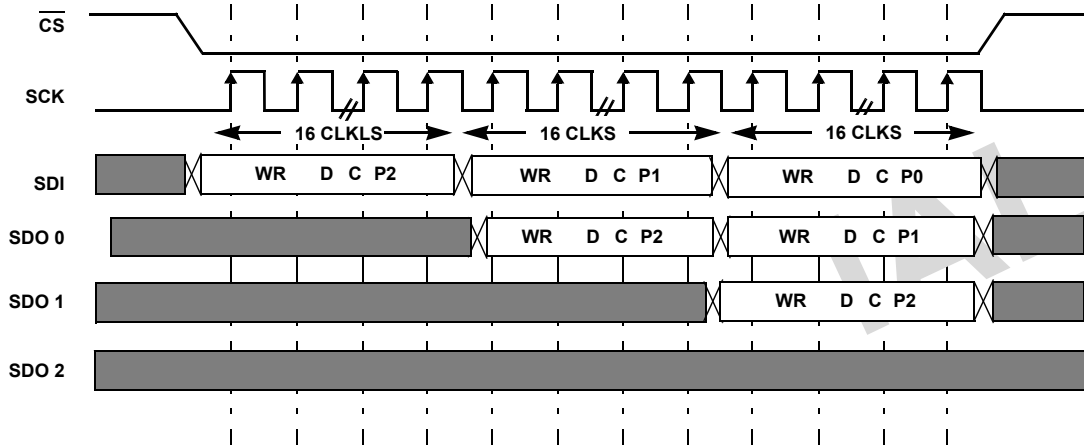 CS
SCK
16 CLKLS 16 CLKS 16 CLKS
SDI WR D C P2 WR D C P1 WR D C P0
SDO 0 WR D C P2 WR D C P1
SDO 1 WR D C P2
SDO 2